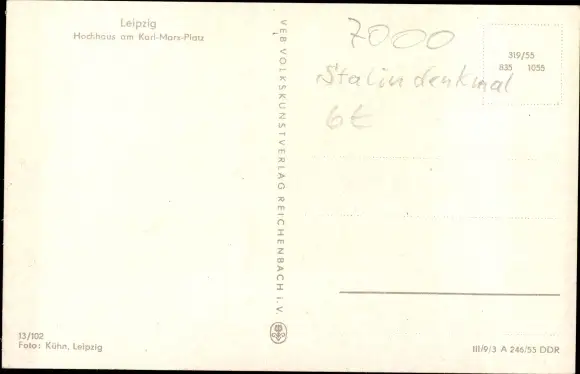 Leipzig
Hochhaus am Karl-Marx-Platz
VEB VOLKSKUNSTVERLAG REICHENBACH I. V.
7000
Stalindenkmal
6€
319/55
835 1055
13/102
Foto: Kühn, Leipzig
III/9/3 A 246/55 DDR